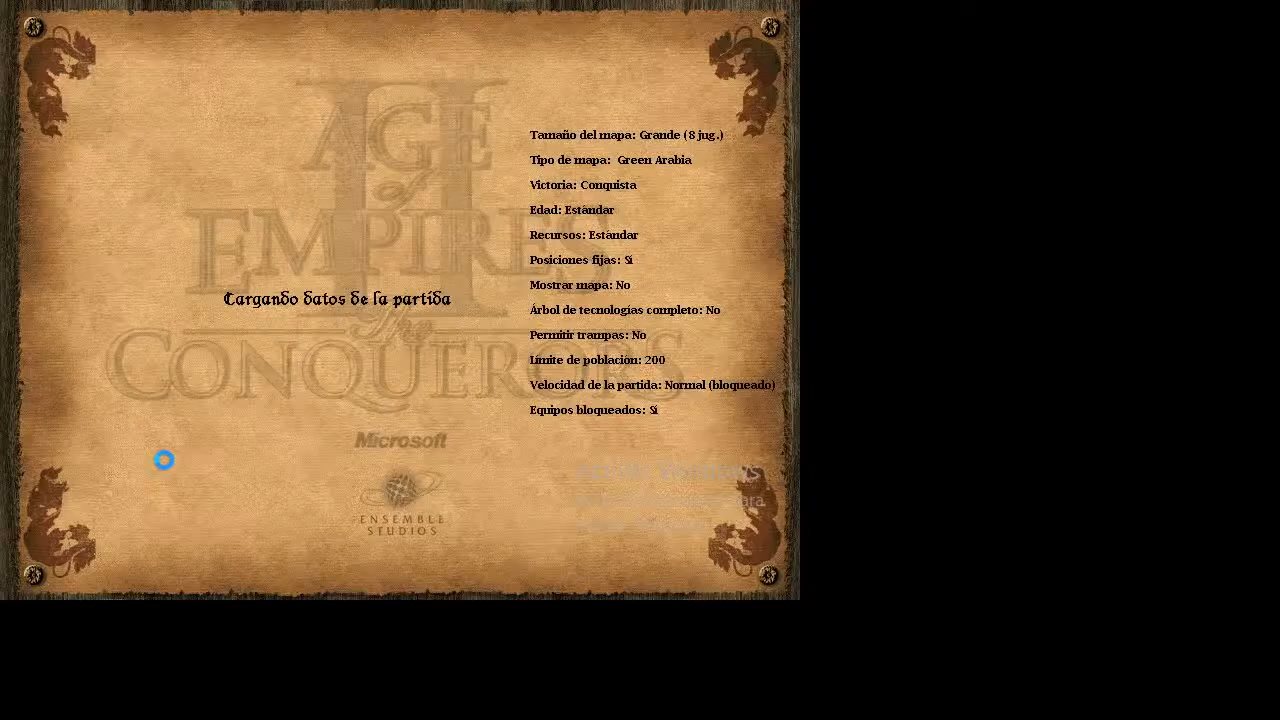 AGE
of
EMPIRES
II
The
CONQUERORS
Tamaño del mapa: Grande (8 jug.)
Tipo de mapa:  Green Arabia
Victoria: Conquista
Edad: Estándar
Recursos: Estándar
Posiciones fijas: Sí
Cargando datos de la partida
Mostrar mapa: No
Árbol de tecnologías completo: No
Permitir trampas: No
Límite de población: 200
Velocidad de la partida: Normal (bloqueado)
Equipos bloqueados: Sí
Microsoft
ENSEMBLE
STUDIOS